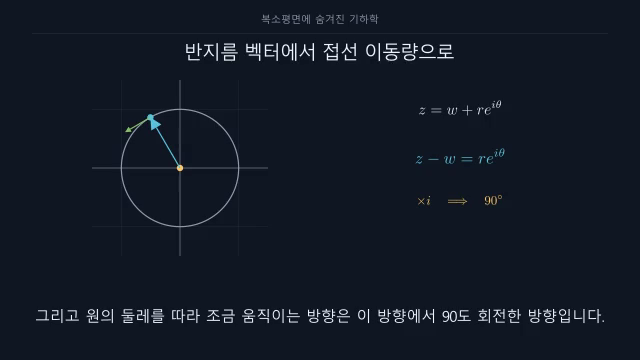 복소평면에 숨겨진 기하학
반지름 벡터에서 접선 이동량으로
z = w + re^{iθ}
z − w = re^{iθ}
×i ⟹ 90°
그리고 원의 둘레를 따라 조금 움직이는 방향은 이 방향에서 90도 회전한 방향입니다.